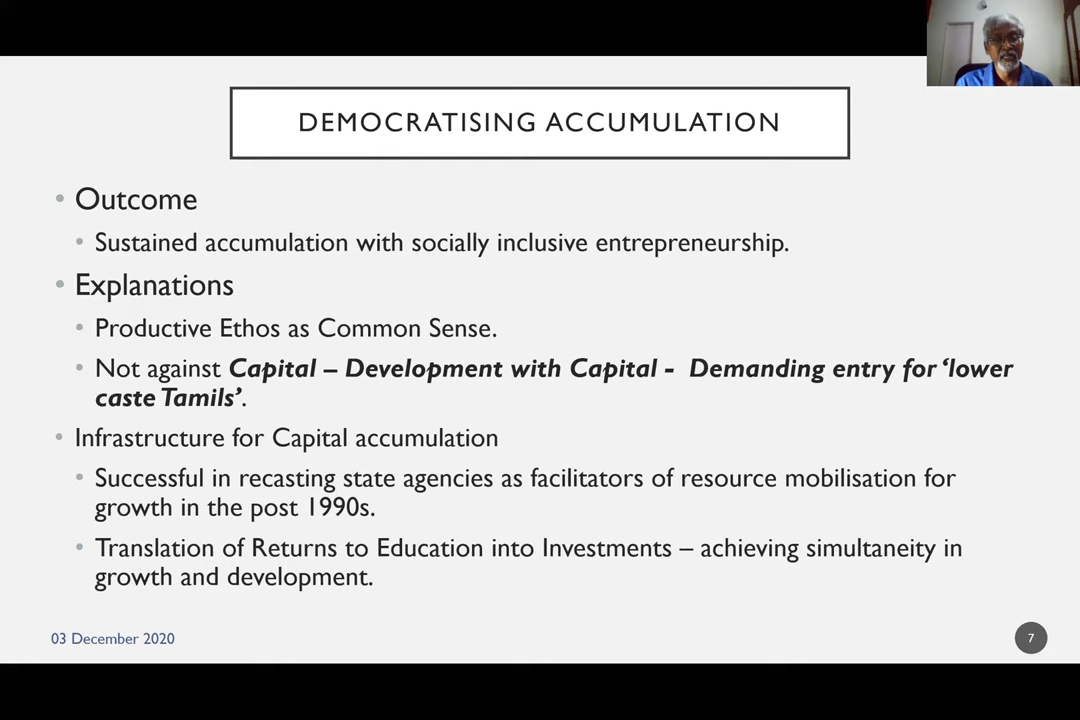 DEMOCRATISING ACCUMULATION
• Outcome
• Sustained accumulation with socially inclusive entrepreneurship.
• Explanations
• Productive Ethos as Common Sense.
• Not against Capital – Development with Capital - Demanding entry for ‘lower
caste Tamils’.
• Infrastructure for Capital accumulation
• Successful in recasting state agencies as facilitators of resource mobilisation for
growth in the post 1990s.
• Translation of Returns to Education into Investments – achieving simultaneity in
growth and development.
03 December 2020
7